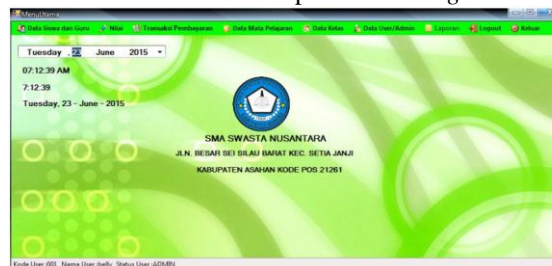 MenuUtama
Data Siswa dan Guru Nilai Transaksi Pembayaran Data Mata Pelajaran Data Kelas Data User/Admin Laporan Logout Keluar
Tuesday , 23 June 2015
07:12:39 AM
7:12:39
Tuesday, 23 - June - 2015
SMA SWASTA NUSANTARA
JLN. BESAR SEI SILAU BARAT KEC. SETIA JANJI
KABUPATEN ASAHAN KODE POS 21261
Kode User :001 Nama User :helly Status User :ADMIN